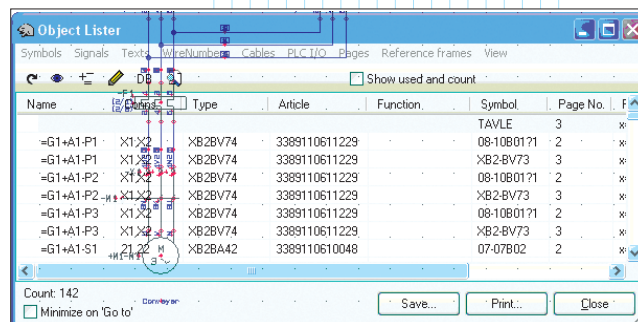 Object Lister
Symbols Signals Texts WireNumbers Cables PLC I/O Pages Reference frames View
DB Show used and count
Name Type Article Function Symbol Page No.
TAVLE 3
=G1+A1-P1 X1,X2 XB2BV74 3389110611229 08-10B01?1 2
=G1+A1-P1 X1,X2 XB2BV74 3389110611229 XB2-BV73 3
=G1+A1-P2 X1,X2 XB2BV74 3389110611229 08-10B01?1 2
=G1+A1-P2 X1,X2 XB2BV74 3389110611229 XB2-BV73 3
=G1+A1-P3 X1,X2 XB2BV74 3389110611229 08-10B01?1 2
=G1+A1-P3 X1,X2 XB2BV74 3389110611229 XB2-BV73 3
=G1+A1-S1 21,22 XB2BA42 3389110610048 07-07B02 2
M
3
Count: 142
Conveyor
Save... Print... Close
Minimize on 'Go to'